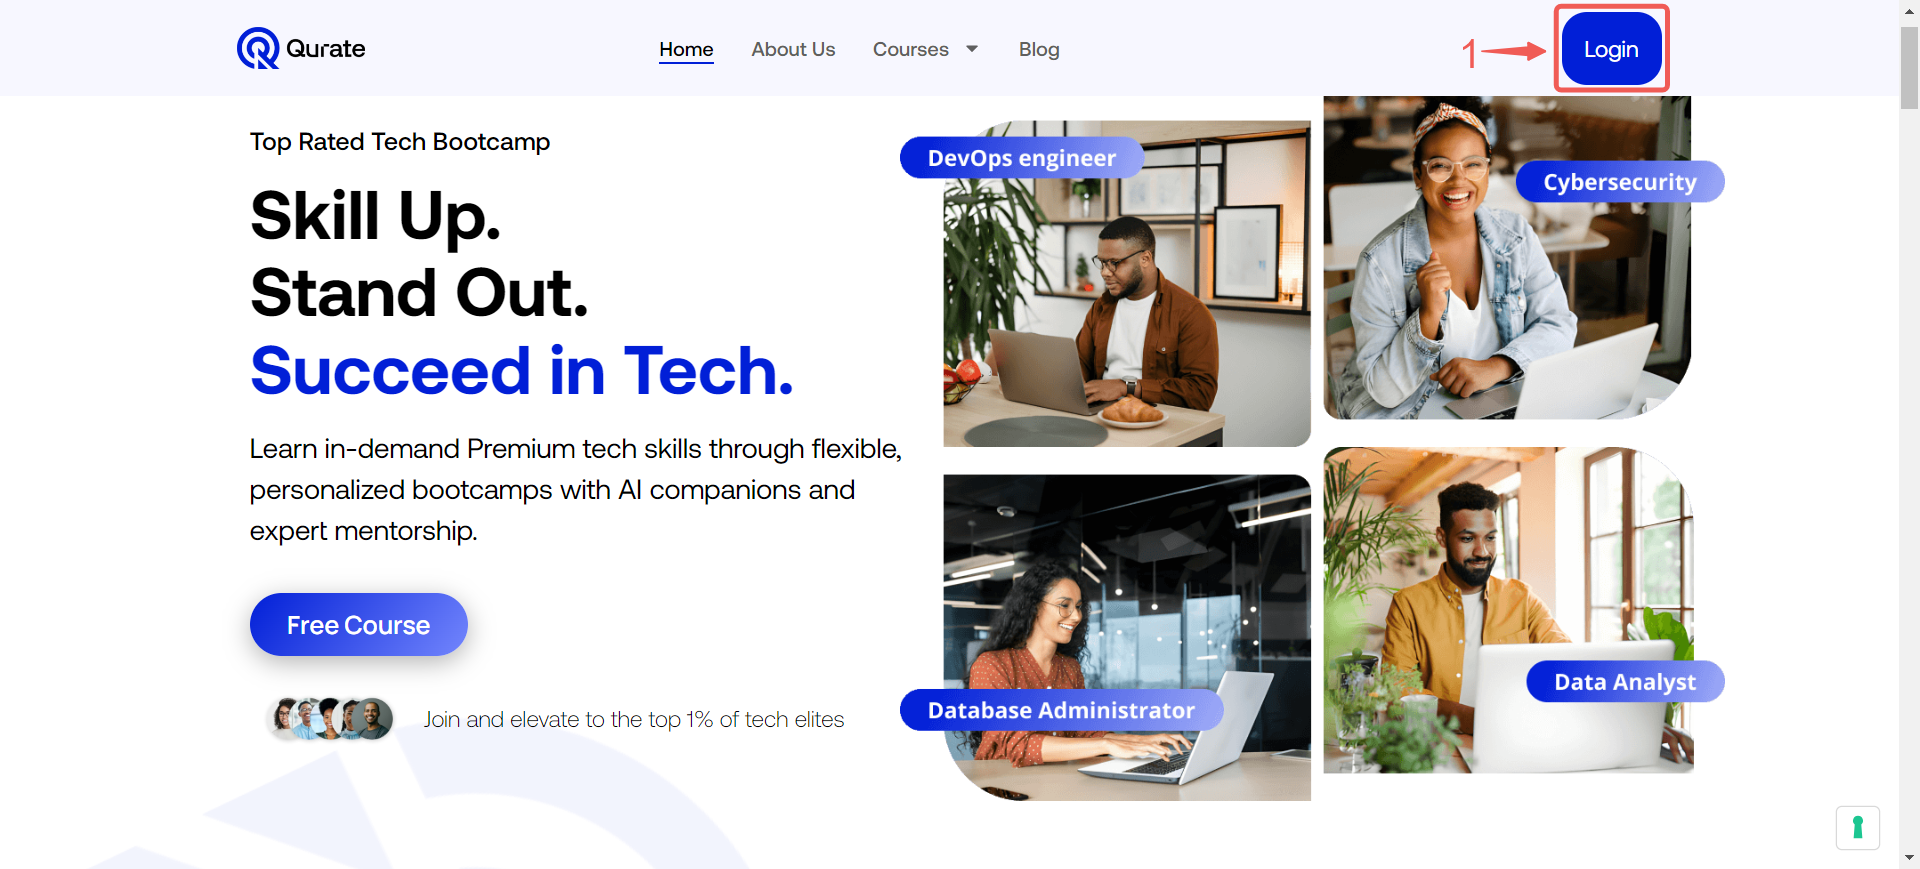 Qurate
Home
About Us
Courses
Blog
1
Login
Top Rated Tech Bootcamp
Skill Up.
Stand Out.
Succeed in Tech.
Learn in-demand Premium tech skills through flexible,
personalized bootcamps with AI companions and
expert mentorship.
Free Course
Join and elevate to the top 1% of tech elites
DevOps engineer
Cybersecurity
Database Administrator
Data Analyst